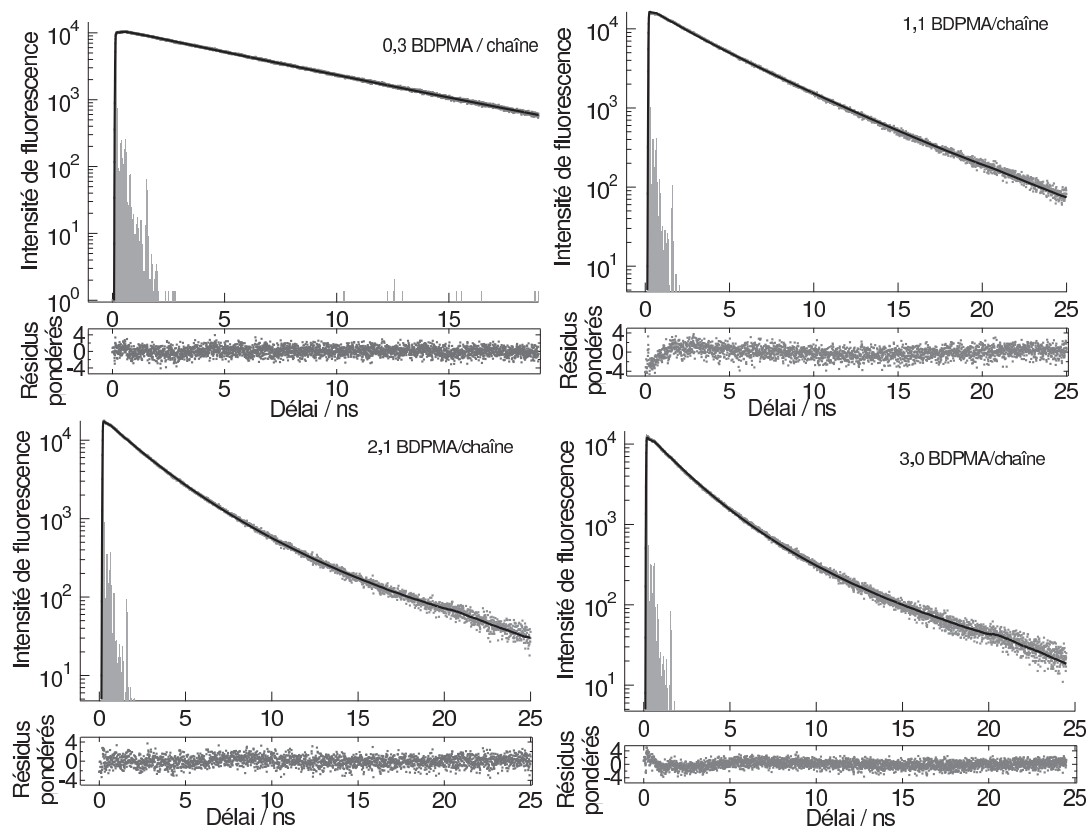 0,3 BDPMA / chaîne
Intensité de fluorescence
10^4
10^3
10^2
10^1
10^0
0 5 10 15
Résidus pondérés
4
0
-4
0 5 10 15
Délai / ns
1,1 BDPMA/chaîne
Intensité de fluorescence
10^4
10^3
10^2
10^1
0 5 10 15 20 25
Résidus pondérés
4
0
-4
0 5 10 15 20 25
Délai / ns
2,1 BDPMA/chaîne
Intensité de fluorescence
10^4
10^3
10^2
10^1
0 5 10 15 20 25
Résidus pondérés
4
0
-4
0 5 10 15 20 25
Délai / ns
3,0 BDPMA/chaîne
Intensité de fluorescence
10^4
10^3
10^2
10^1
0 5 10 15 20 25
Résidus pondérés
4
0
-4
0 5 10 15 20 25
Délai / ns